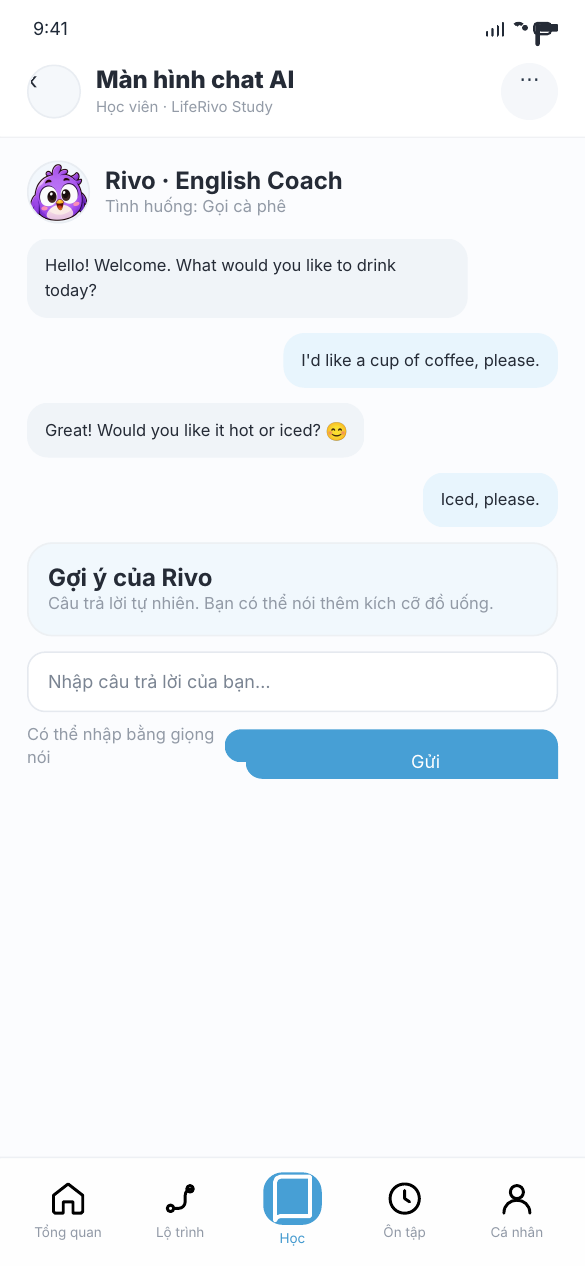 9:41
Màn hình chat AI
Học viên · LifeRivo Study
Rivo · English Coach
Tình huống: Gọi cà phê
Hello! Welcome. What would you like to drink
today?
I'd like a cup of coffee, please.
Great! Would you like it hot or iced? 😊
Iced, please.
Gợi ý của Rivo
Câu trả lời tự nhiên. Bạn có thể nói thêm kích cỡ đồ uống.
Nhập câu trả lời của bạn...
Có thể nhập bằng giọng
nói
Gửi
Tổng quan
Lộ trình
Học
Ôn tập
Cá nhân